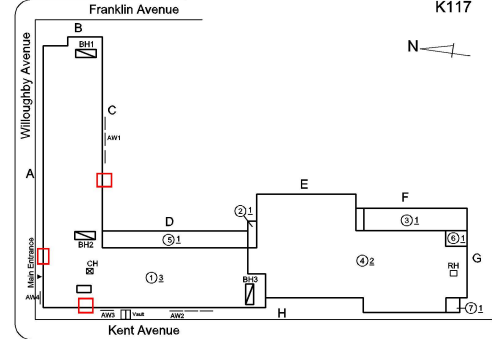 Franklin Avenue
K117
Willoughby Avenue
N
B
BH1
C
AW1
A
E
D
F
② 1
③ 1
⑤ 1
⑥ 1
BH2
④ 2
G
Main Entrance
CH
① 3
BH3
RH
AW4
AW3
Vault
AW2
H
⑦ 1
Kent Avenue